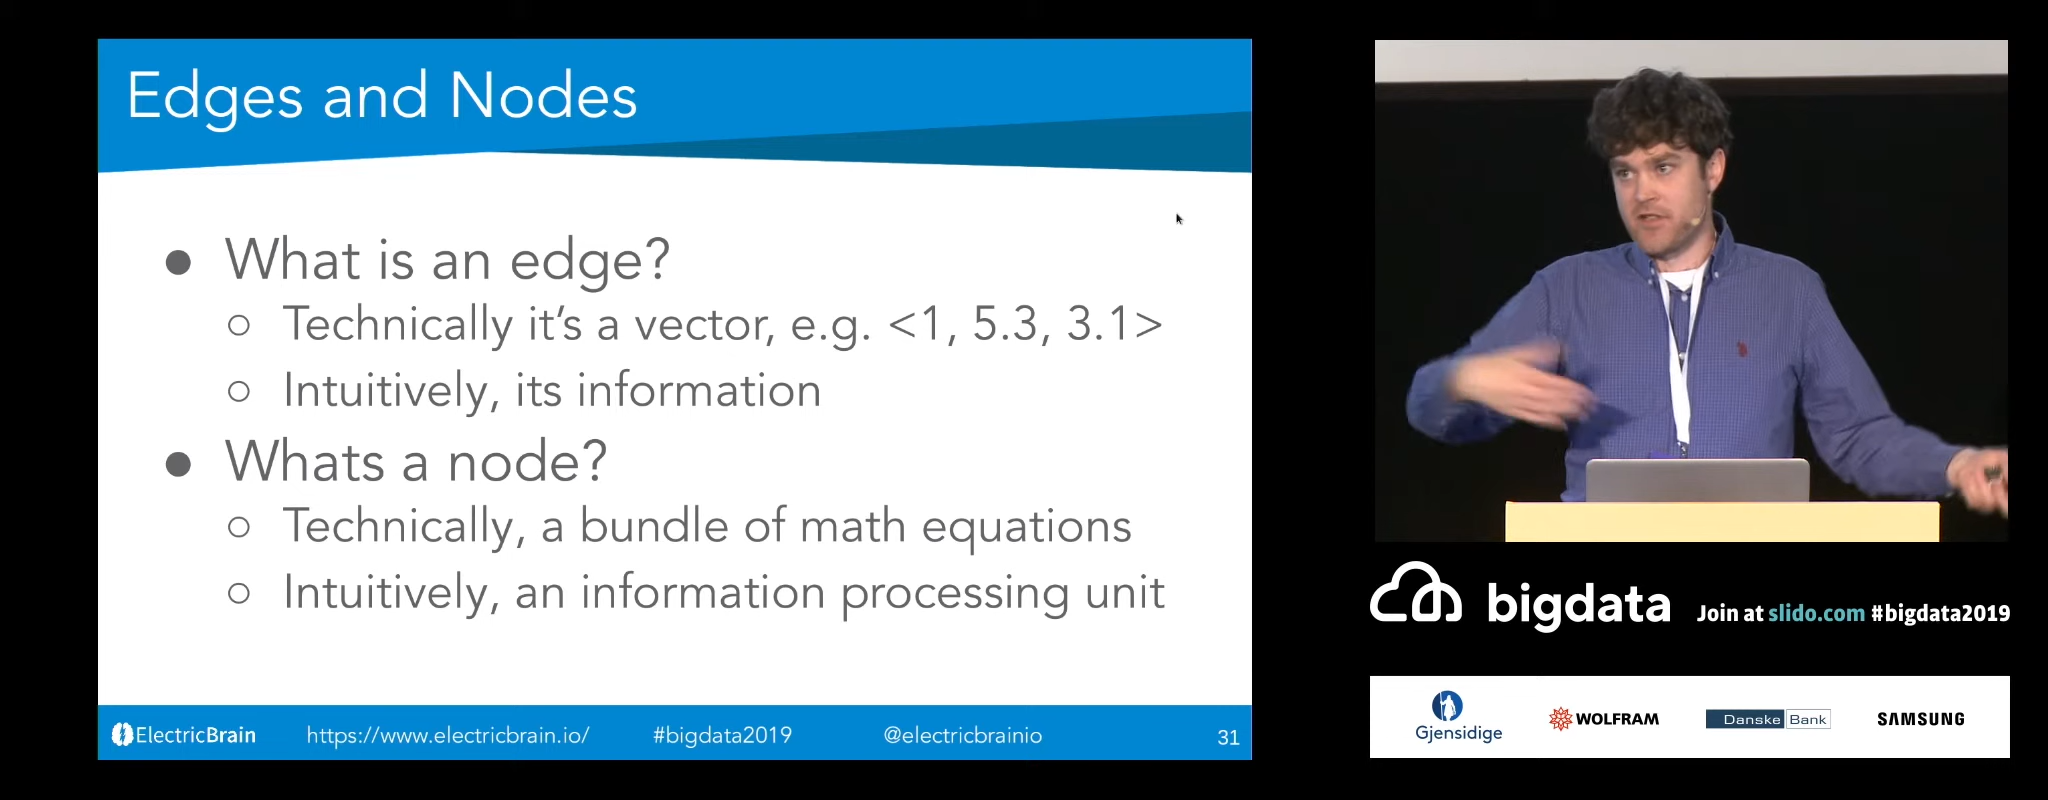 Edges and Nodes
● What is an edge?
○ Technically it's a vector, e.g. <1, 5.3, 3.1>
○ Intuitively, its information
● Whats a node?
○ Technically, a bundle of math equations
○ Intuitively, an information processing unit
ElectricBrain https://www.electricbrain.io/ #bigdata2019 @electricbrainio 31
bigdata Join at slido.com #bigdata2019
Gjensidige WOLFRAM Danske Bank SAMSUNG